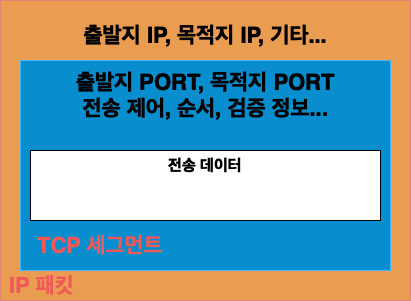 출발지 IP, 목적지 IP, 기타...
출발지 PORT, 목적지 PORT
전송 제어, 순서, 검증 정보...
전송 데이터
TCP 세그먼트
IP 패킷